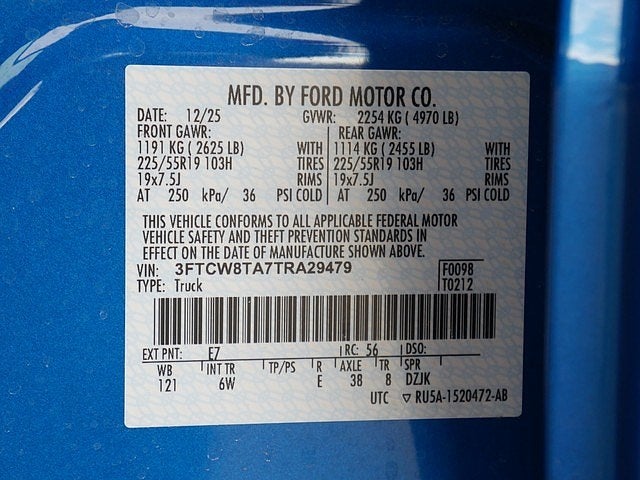 MFD. BY FORD MOTOR CO.
DATE: 12/25 GVWR: 2254 KG ( 4970 LB)
FRONT GAWR: REAR GAWR:
1191 KG ( 2625 LB) WITH 1114 KG ( 2455 LB) WITH
225/55R19 103H TIRES 225/55R19 103H TIRES
19x7.5J RIMS 19x7.5J RIMS
AT 250 kPa/ 36 PSI COLD AT 250 kPa/ 36 PSI COLD
THIS VEHICLE CONFORMS TO ALL APPLICABLE FEDERAL MOTOR
VEHICLE SAFETY AND THEFT PREVENTION STANDARDS IN
EFFECT ON THE DATE OF MANUFACTURE SHOWN ABOVE.
VIN: 3FTCW8TA7TRA29479 F0098
TYPE: Truck T0212
EXT PNT: E7 RC: 56 DSO:
WB INT TR TP/PS R AXLE TR SPR
121 6W E 38 8 DZJK
UTC ▽ RU5A-1520472-AB